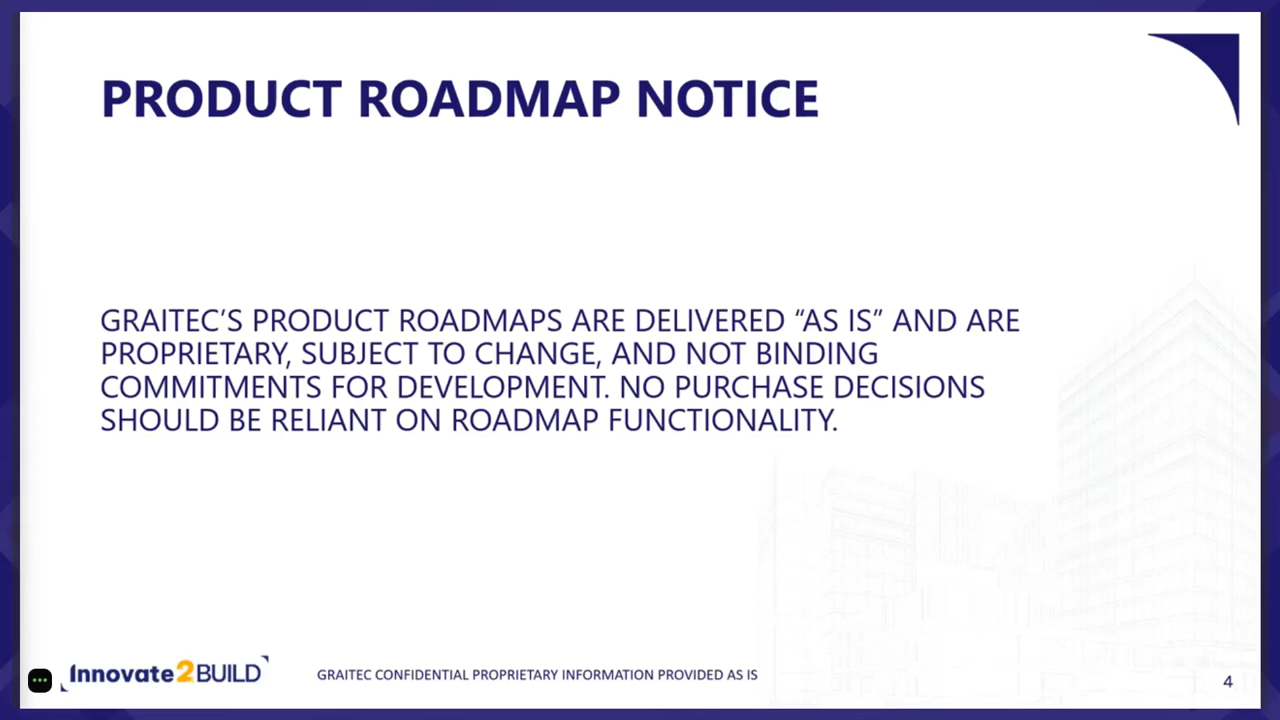 PRODUCT ROADMAP NOTICE
GRAITEC’S PRODUCT ROADMAPS ARE DELIVERED “AS IS” AND ARE
PROPRIETARY, SUBJECT TO CHANGE, AND NOT BINDING
COMMITMENTS FOR DEVELOPMENT. NO PURCHASE DECISIONS
SHOULD BE RELIANT ON ROADMAP FUNCTIONALITY.
Innovate2BUILD
GRAITEC CONFIDENTIAL PROPRIETARY INFORMATION PROVIDED AS IS
4